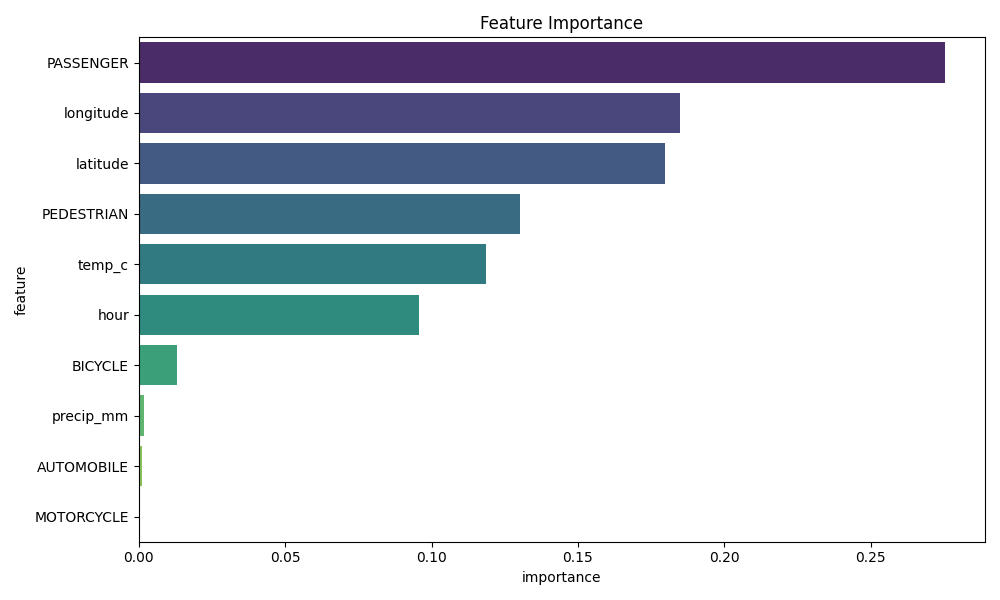 Feature Importance
PASSENGER
longitude
latitude
PEDESTRIAN
temp_c
hour
BICYCLE
precip_mm
AUTOMOBILE
MOTORCYCLE
feature
0.00 0.05 0.10 0.15 0.20 0.25
importance